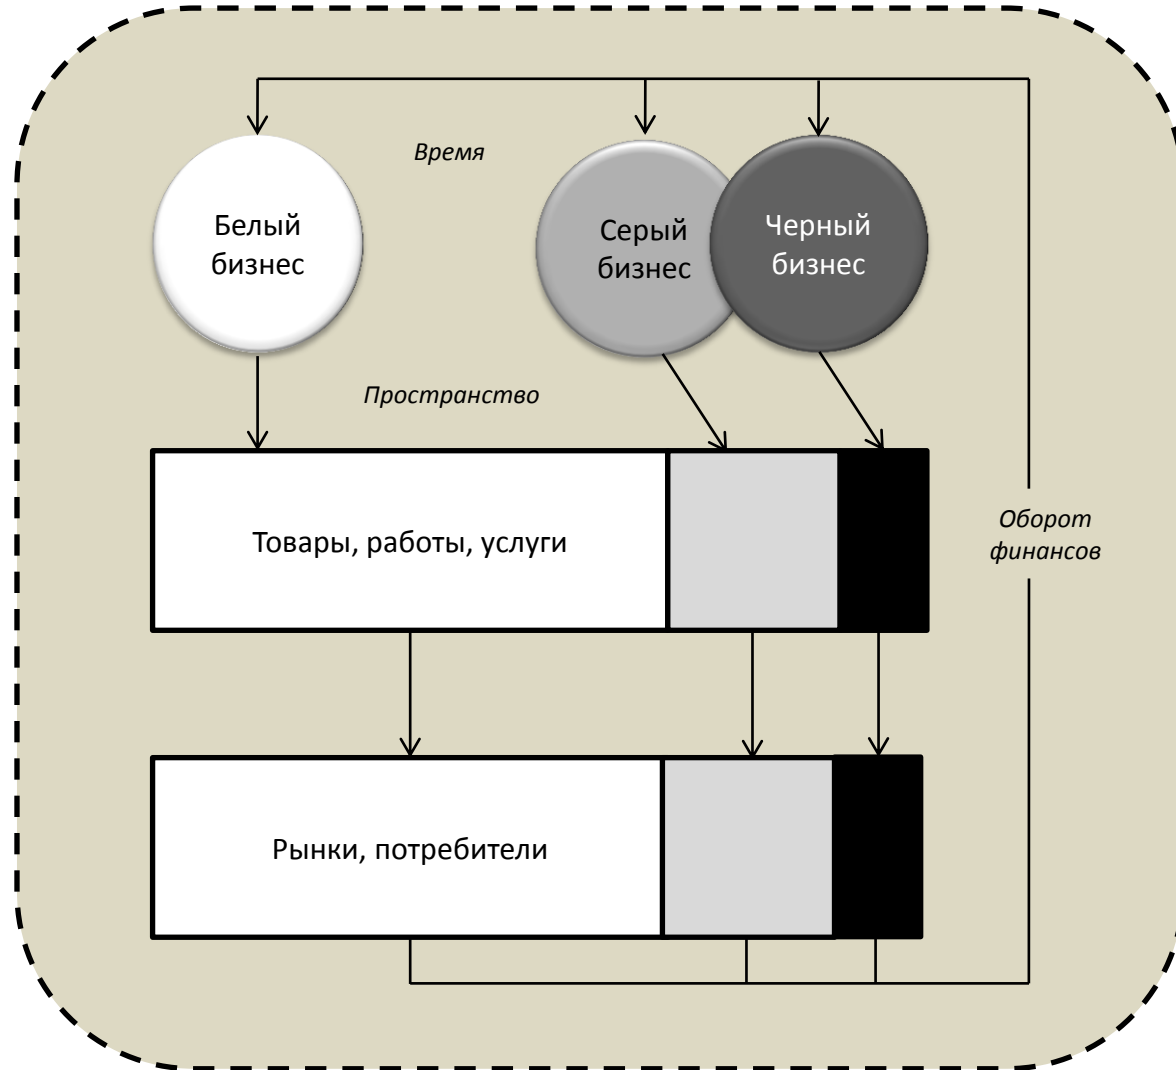 Время
Белый
бизнес
Серый
бизнес
Черный
бизнес
Пространство
Товары, работы, услуги
Оборот
финансов
Рынки, потребители